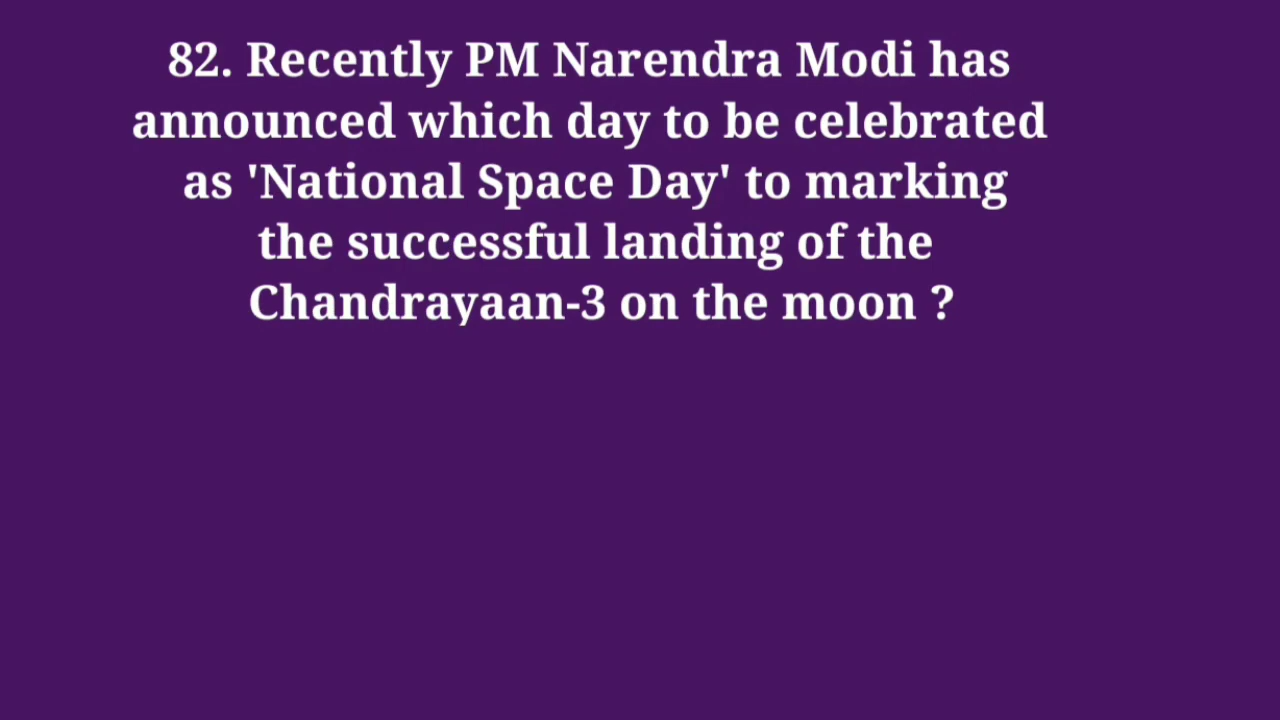 82. Recently PM Narendra Modi has
announced which day to be celebrated
as 'National Space Day' to marking
the successful landing of the
Chandrayaan-3 on the moon ?